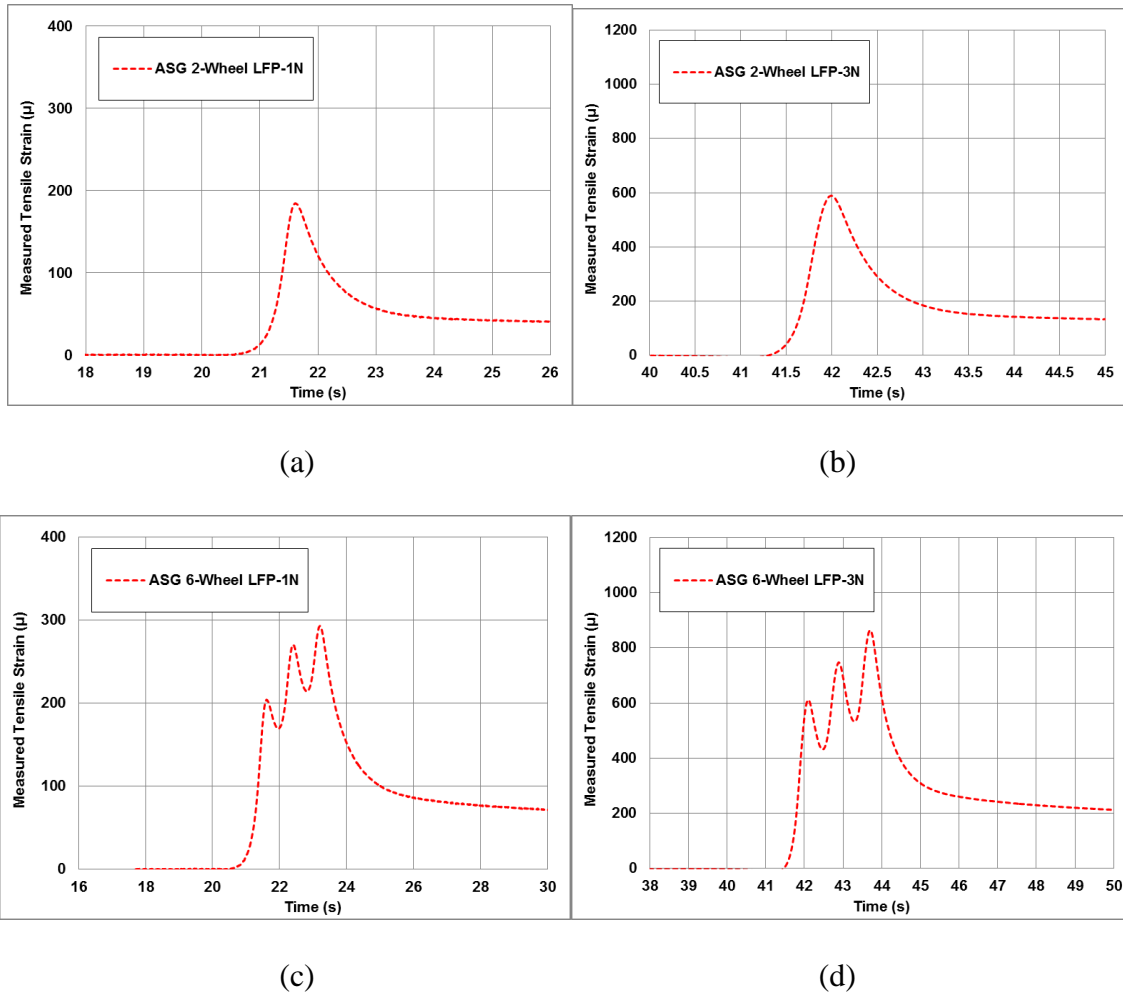 400
300
200
100
0
Measured Tensile Strain (μ)
ASG 2-Wheel LFP-1N
18 19 20 21 22 23 24 25 26
Time (s)
(a)
1200
1000
800
600
400
200
0
Measured Tensile Strain (μ)
ASG 2-Wheel LFP-3N
40 40.5 41 41.5 42 42.5 43 43.5 44 44.5 45
Time (s)
(b)
400
300
200
100
0
Measured Tensile Strain (μ)
ASG 6-Wheel LFP-1N
16 18 20 22 24 26 28 30
Time (s)
(c)
1200
1000
800
600
400
200
0
Measured Tensile Strain (μ)
ASG 6-Wheel LFP-3N
38 39 40 41 42 43 44 45 46 47 48 49 50
Time (s)
(d)